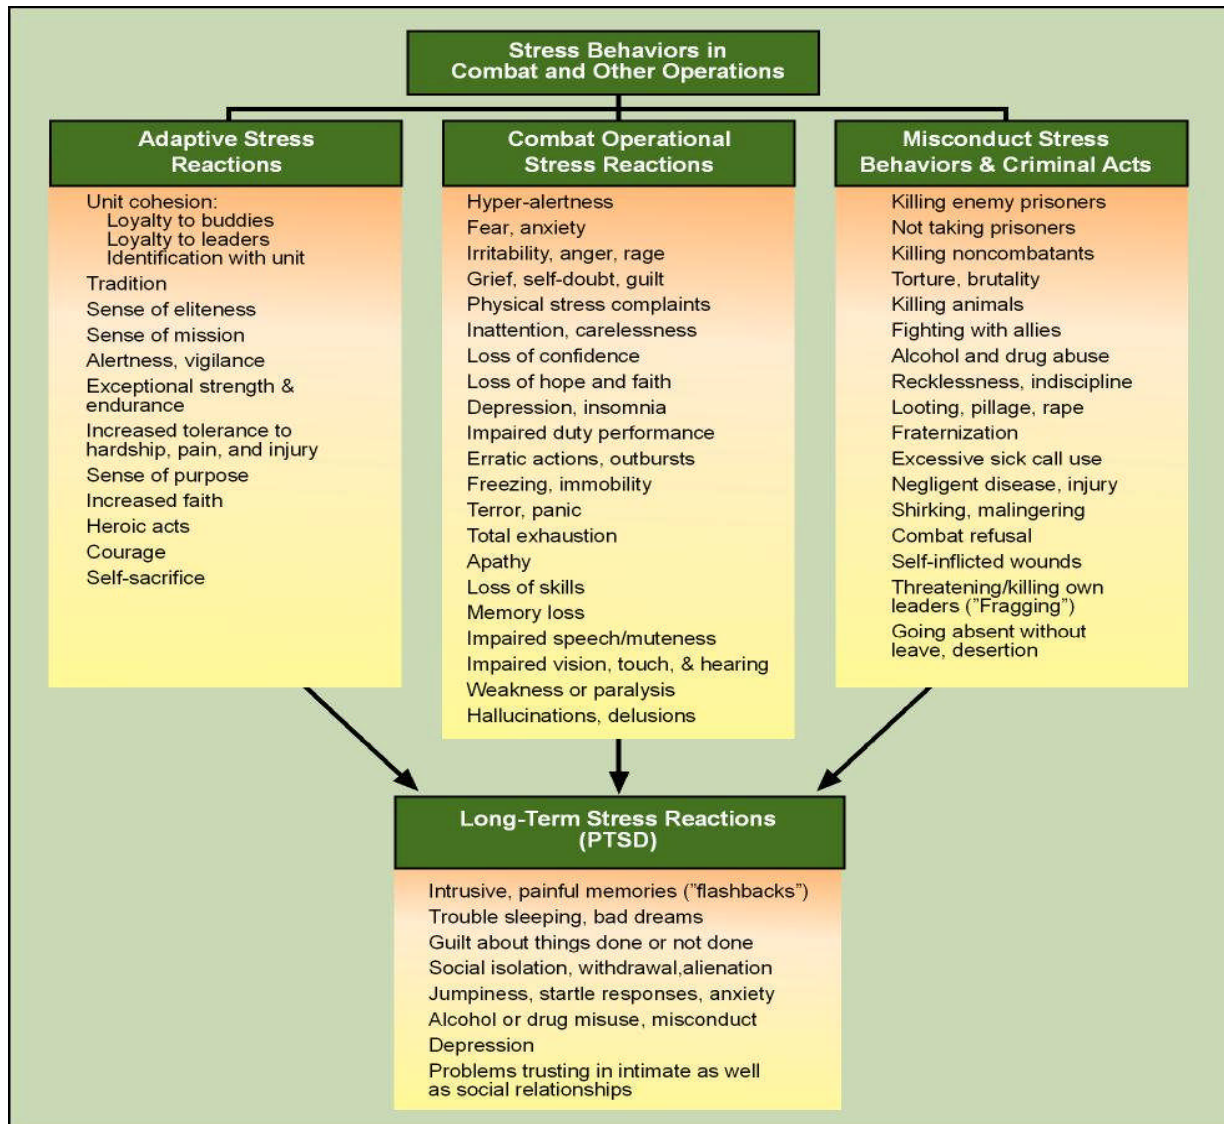 Stress Behaviors in
Combat and Other Operations
Adaptive Stress
Reactions
Unit cohesion:
Loyalty to buddies
Loyalty to leaders
Identification with unit
Tradition
Sense of eliteness
Sense of mission
Alertness, vigilance
Exceptional strength &
endurance
Increased tolerance to
hardship, pain, and injury
Sense of purpose
Increased faith
Heroic acts
Courage
Self-sacrifice
Combat Operational
Stress Reactions
Hyper-alertness
Fear, anxiety
Irritability, anger, rage
Grief, self-doubt, guilt
Physical stress complaints
Inattention, carelessness
Loss of confidence
Loss of hope and faith
Depression, insomnia
Impaired duty performance
Erratic actions, outbursts
Freezing, immobility
Terror, panic
Total exhaustion
Apathy
Loss of skills
Memory loss
Impaired speech/muteness
Impaired vision, touch, & hearing
Weakness or paralysis
Hallucinations, delusions
Misconduct Stress
Behaviors & Criminal Acts
Killing enemy prisoners
Not taking prisoners
Killing noncombatants
Torture, brutality
Killing animals
Fighting with allies
Alcohol and drug abuse
Recklessness, indiscipline
Looting, pillage, rape
Fraternization
Excessive sick call use
Negligent disease, injury
Shirking, malingering
Combat refusal
Self-inflicted wounds
Threatening/killing own
leaders ("Fragging")
Going absent without
leave, desertion
Long-Term Stress Reactions
(PTSD)
Intrusive, painful memories ("flashbacks")
Trouble sleeping, bad dreams
Guilt about things done or not done
Social isolation, withdrawal,alienation
Jumpiness, startle responses, anxiety
Alcohol or drug misuse, misconduct
Depression
Problems trusting in intimate as well
as social relationships